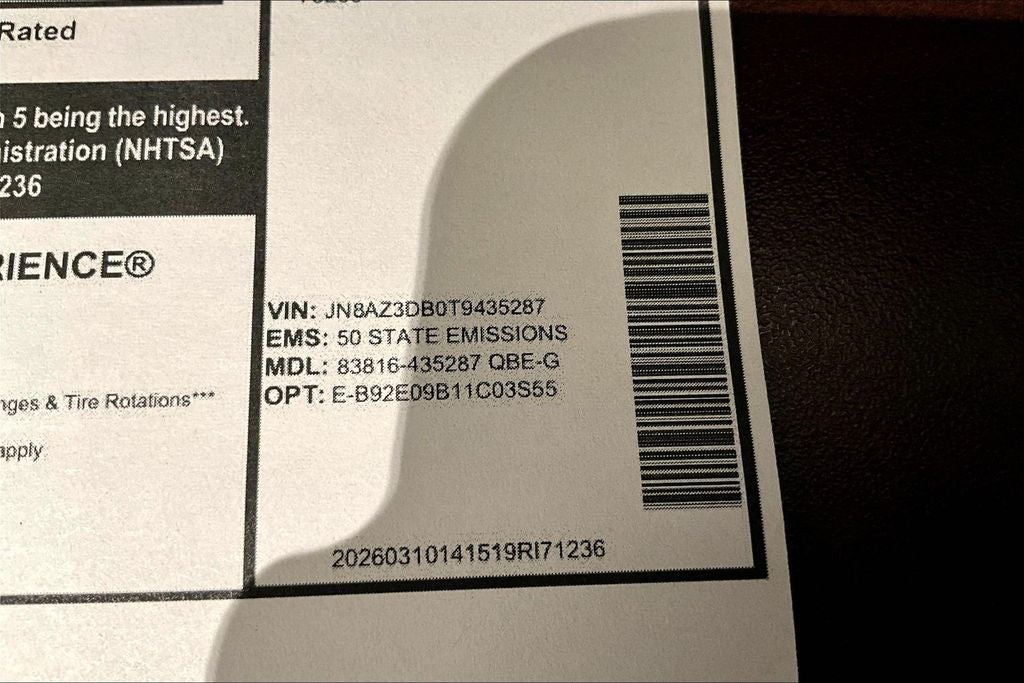 Rated
n 5 being the highest.
istration (NHTSA)
236
RIENCE®
VIN: JN8AZ3DB0T9435287
EMS: 50 STATE EMISSIONS
MDL: 83816-435287 QBE-G
OPT: E-B92E09B11C03S55
nges & Tire Rotations***
apply
20260310141519RI71236